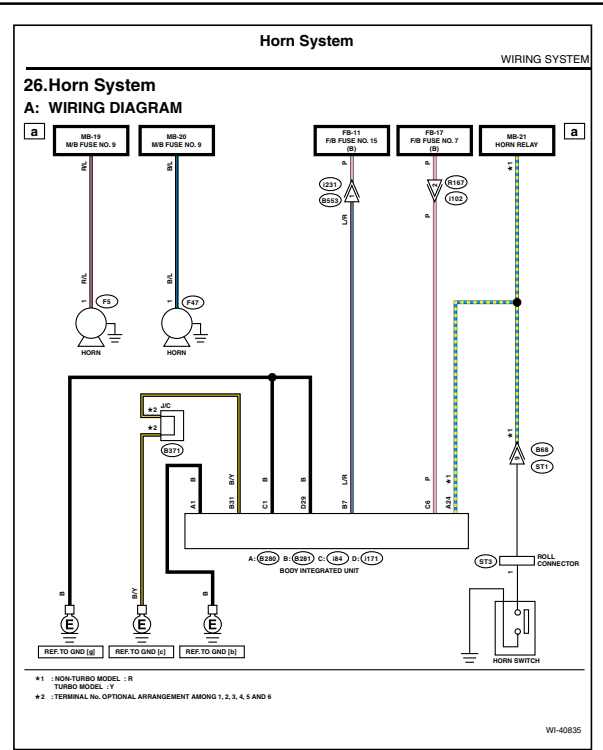 Horn System
WIRING SYSTEM
26.Horn System
A: WIRING DIAGRAM
a
MB-19
M/B FUSE NO. 9
MB-20
M/B FUSE NO. 9
FB-11
F/B FUSE NO. 15
(B)
FB-17
F/B FUSE NO. 7
(B)
MB-21
HORN RELAY
a
R/L
B/L
P
P
★1
i231
B553
1
2
R167
i102
L/R
P
R/L
B/L
1
F5
1
F47
HORN
HORN
★2
J/C
★2
B371
★1
9
B68
ST1
B
B/Y
B
B
L/R
P
★1
A1
B31
C1
D29
B7
C6
A24
A: B280 B: B281 C: i84 D: i171
BODY INTEGRATED UNIT
ST3
ROLL
CONNECTOR
1
HORN SWITCH
B
B/Y
B
E
E
E
REF. TO GND [g]
REF. TO GND [c]
REF. TO GND [b]
★1 : NON-TURBO MODEL : R
TURBO MODEL : Y
★2 : TERMINAL No. OPTIONAL ARRANGEMENT AMONG 1, 2, 3, 4, 5 AND 6
WI-40835